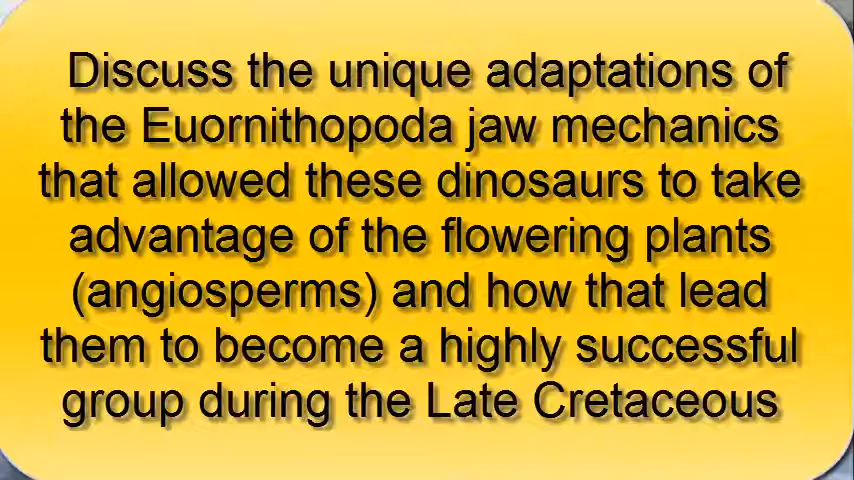 Discuss the unique adaptations of
the Euornithopoda jaw mechanics
that allowed these dinosaurs to take
advantage of the flowering plants
(angiosperms) and how that lead
them to become a highly successful
group during the Late Cretaceous